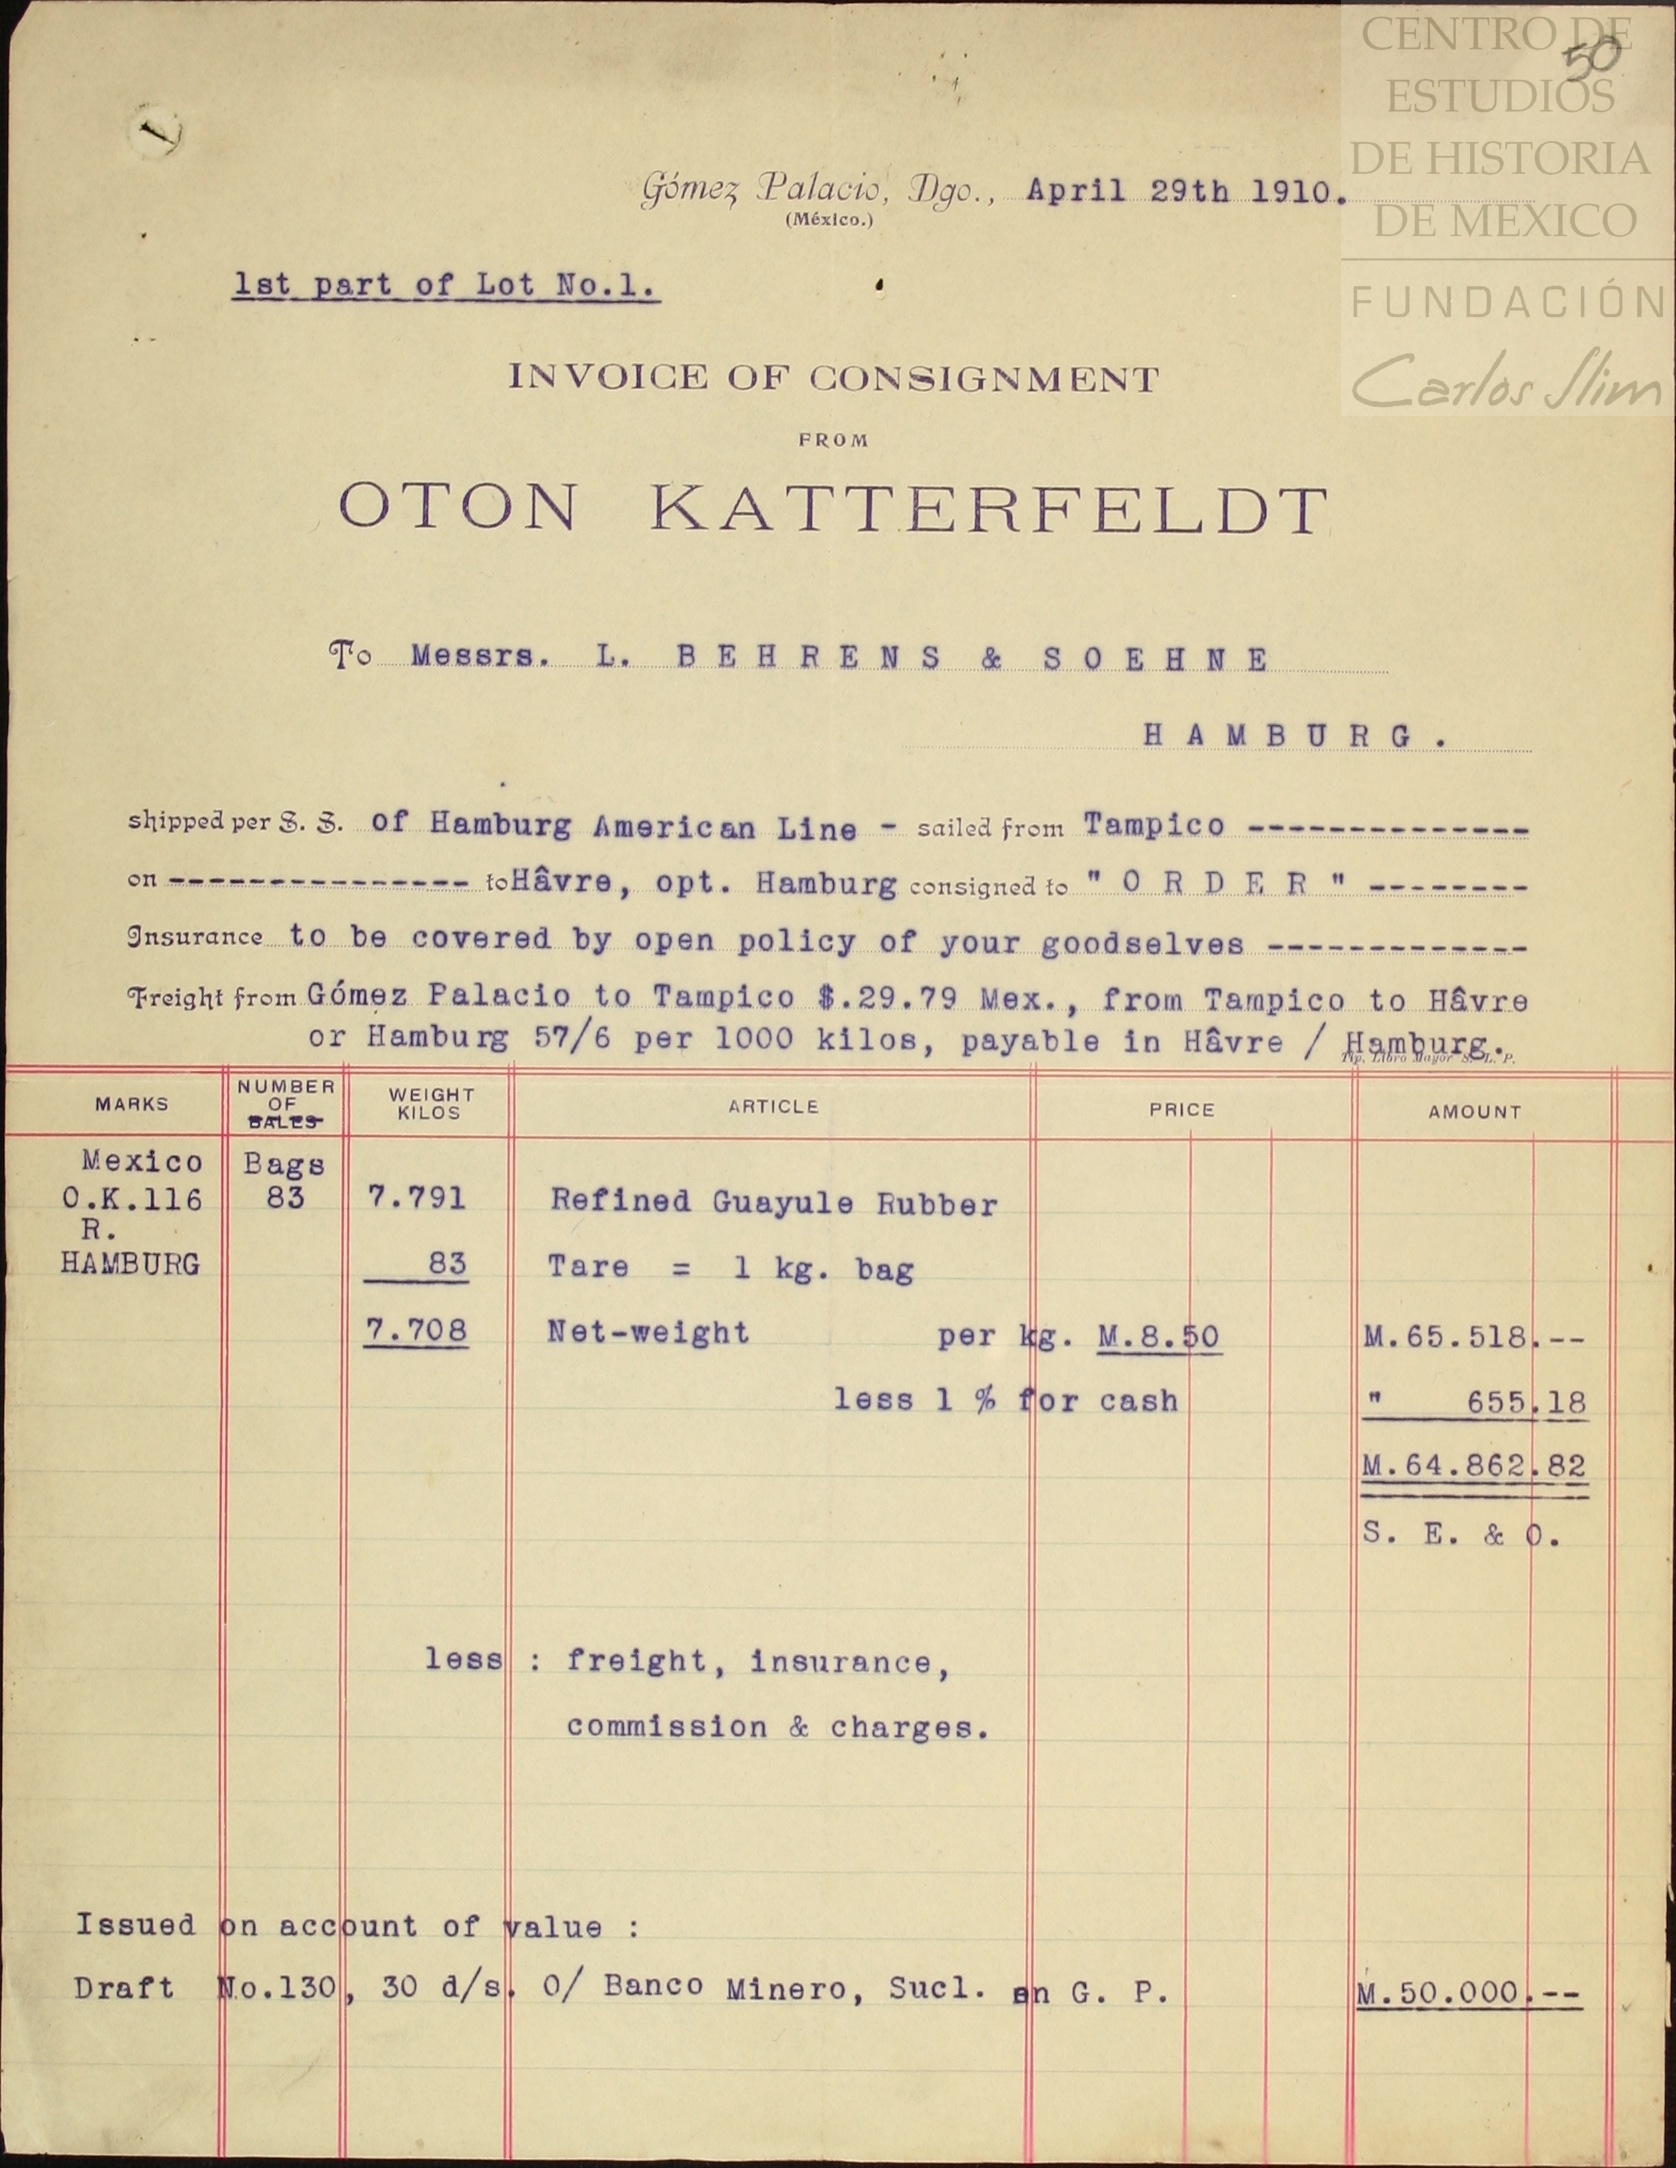 CENTRO DE
ESTUDIOS
DE HISTORIA
DE MEXICO
FUNDACIÓN
Carlos Slim
50
Gómez Palacio, Dgo., April 29th 1910.
(México.)
1st part of Lot No.1.
INVOICE OF CONSIGNMENT
FROM
OTON KATTERFELDT
To Messrs. L. BEHRENS & SOEHNE
HAMBURG.
shipped per S. S. of Hamburg American Line - sailed from Tampico --------------
on --------------- to Hâvre, opt. Hamburg consigned to "ORDER" --------
Insurance to be covered by open policy of your goodselves -------------
Freight from Gómez Palacio to Tampico $.29.79 Mex., from Tampico to Hâvre
or Hamburg 57/6 per 1000 kilos, payable in Hâvre / Hamburg.
Tip. Libro Mayor S. L. P.
MARKS NUMBER OF BALES WEIGHT KILOS ARTICLE PRICE AMOUNT
Mexico Bags
O.K.116 83 7.791 Refined Guayule Rubber
R.
HAMBURG 83 Tare = 1 kg. bag
7.708 Net-weight per kg. M.8.50 M.65.518.--
less 1 % for cash " 655.18
M.64.862.82
S. E. & O.
less : freight, insurance,
commission & charges.
Issued on account of value :
Draft No.130, 30 d/s. O/ Banco Minero, Sucl. en G. P. M.50.000.--